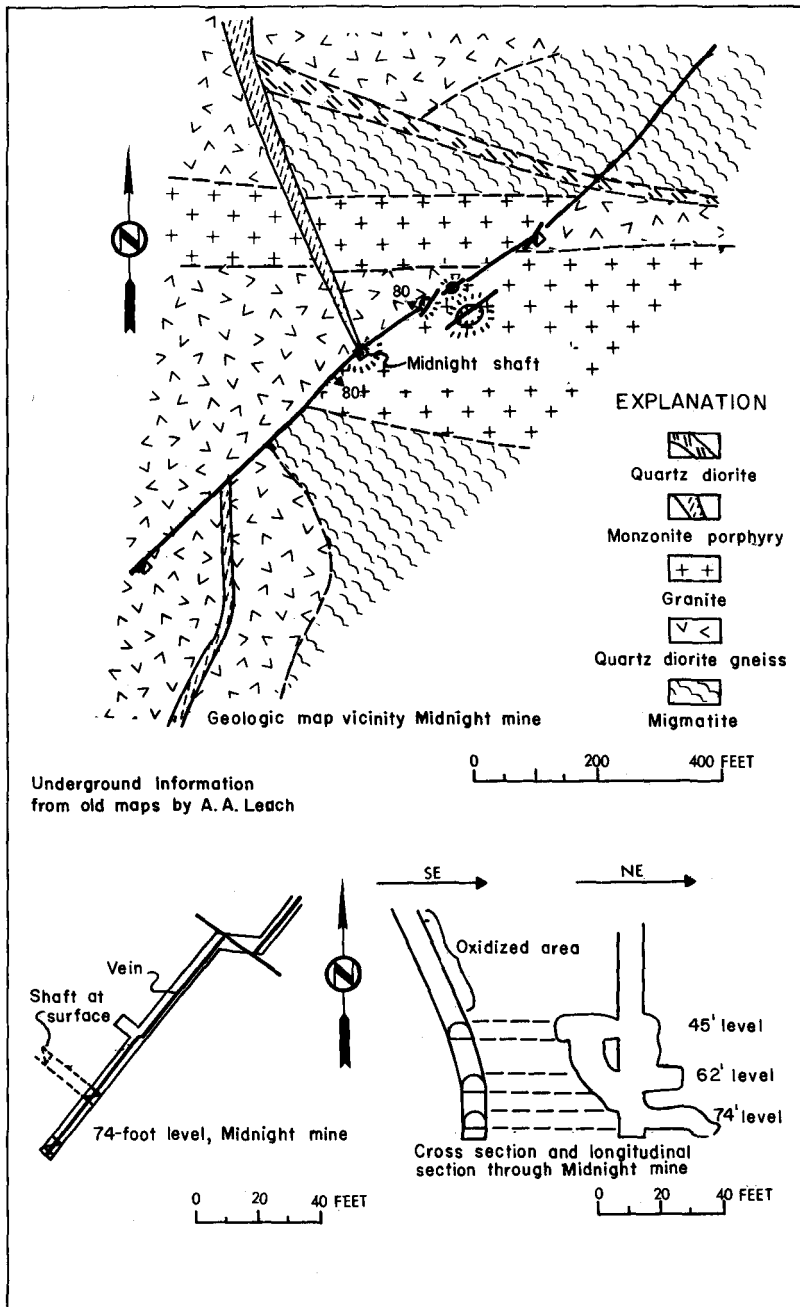 80
Midnight shaft
80
EXPLANATION
Quartz diorite
Monzonite porphyry
Granite
Quartz diorite gneiss
Migmatite
Geologic map vicinity Midnight mine
0 200 400 FEET
Underground Information
from old maps by A. A. Leach
SE
NE
Oxidized area
Vein
Shaft at
surface
45' level
62' level
74' level
74-foot level, Midnight mine
Cross section and longitudinal
section through Midnight mine
0 20 40 FEET
0 20 40 FEET